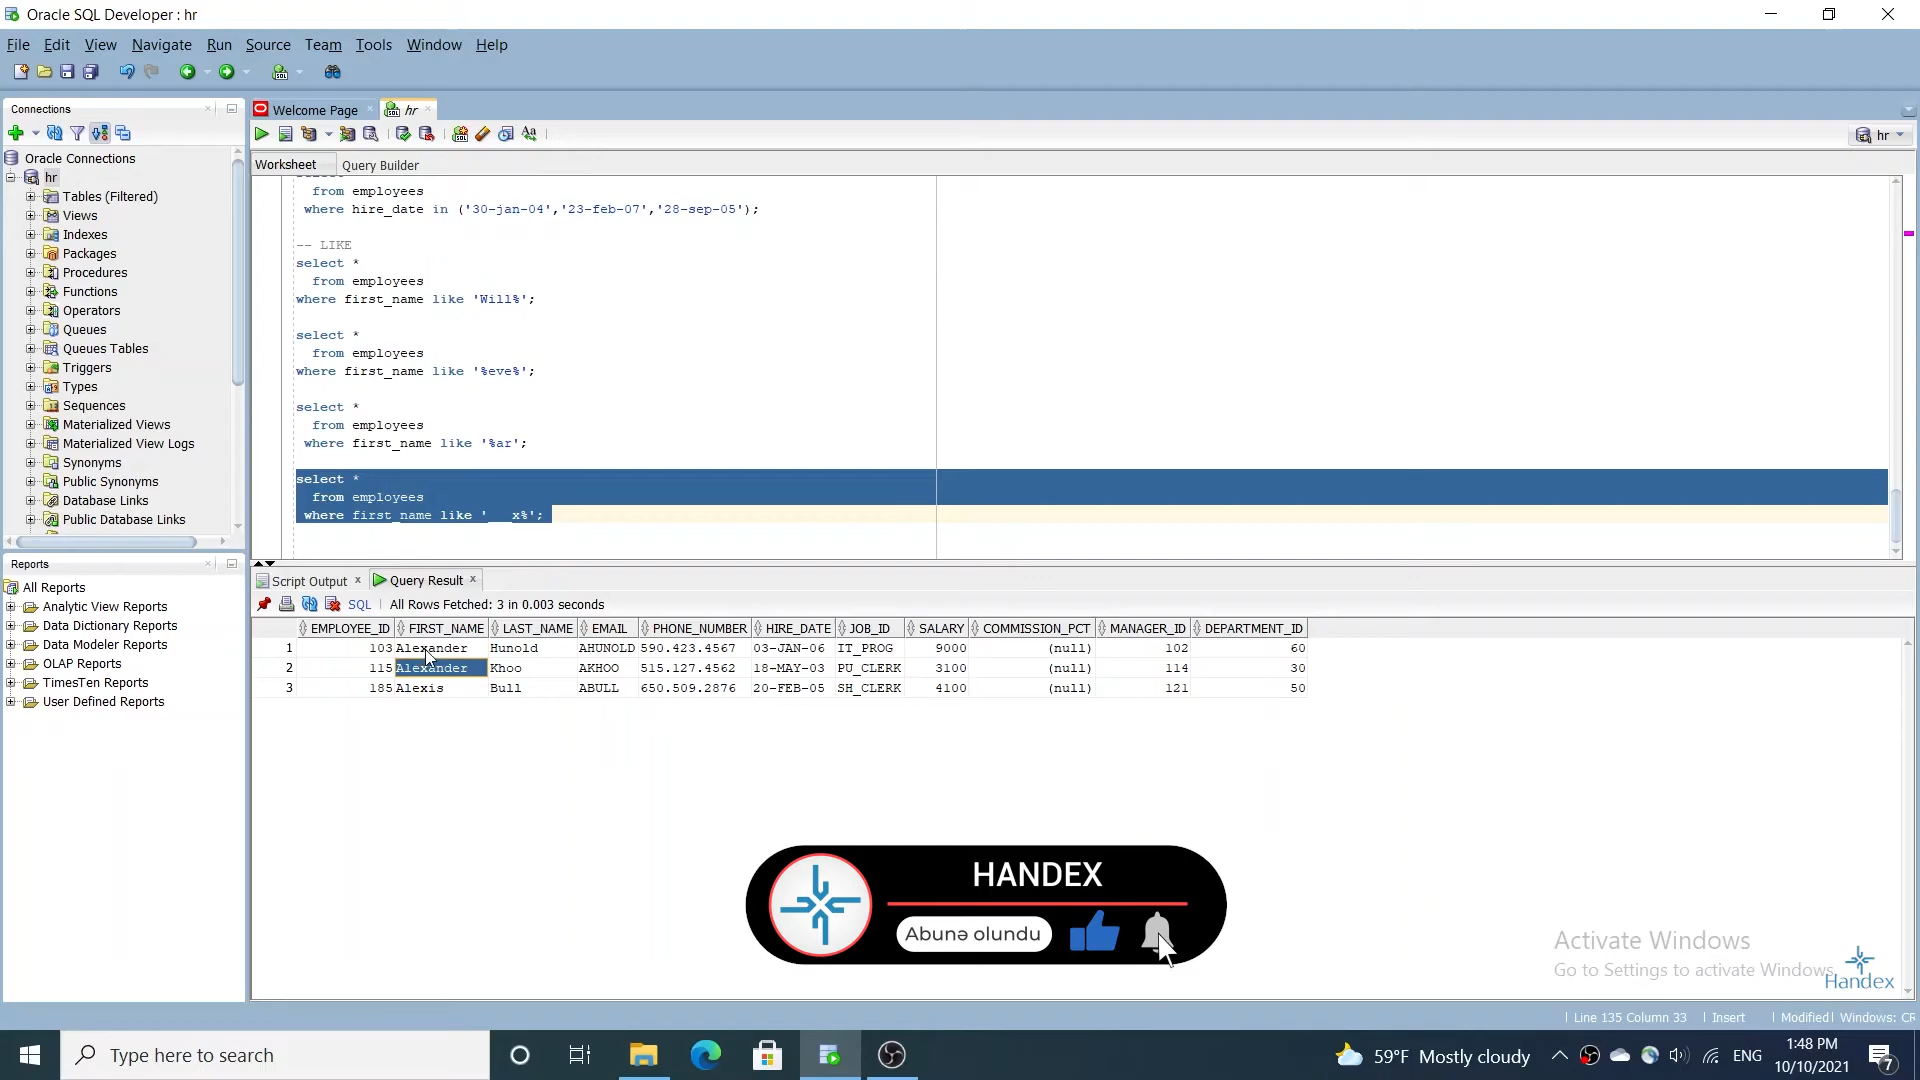 Oracle SQL Developer : hr
File Edit View Navigate Run Source Team Tools Window Help
Connections
Oracle Connections
hr
Tables (Filtered)
Views
Indexes
Packages
Procedures
Functions
Operators
Queues
Queues Tables
Triggers
Types
Sequences
Materialized Views
Materialized View Logs
Synonyms
Public Synonyms
Database Links
Public Database Links
Reports
All Reports
Analytic View Reports
Data Dictionary Reports
Data Modeler Reports
OLAP Reports
TimesTen Reports
User Defined Reports
Welcome Page hr
hr
Worksheet Query Builder
from employees
where hire_date in ('30-jan-04','23-feb-07','28-sep-05');
-- LIKE
select *
from employees
where first_name like 'Will%';
select *
from employees
where first_name like '%eve%';
select *
from employees
where first_name like '%ar';
select *
from employees
where first_name like '___x%';
Script Output Query Result
SQL All Rows Fetched: 3 in 0.003 seconds
EMPLOYEE_ID FIRST_NAME LAST_NAME EMAIL PHONE_NUMBER HIRE_DATE JOB_ID SALARY COMMISSION_PCT MANAGER_ID DEPARTMENT_ID
1 103 Alexander Hunold AHUNOLD 590.423.4567 03-JAN-06 IT_PROG 9000 (null) 102 60
2 115 Alexander Khoo AKHOO 515.127.4562 18-MAY-03 PU_CLERK 3100 (null) 114 30
3 185 Alexis Bull ABULL 650.509.2876 20-FEB-05 SH_CLERK 4100 (null) 121 50
HANDEX
Abunə olundu
Activate Windows
Go to Settings to activate Windows.
Handex
Line 135 Column 33 Insert Modified Windows: CR
Type here to search
59°F Mostly cloudy
ENG
1:48 PM
10/10/2021
7